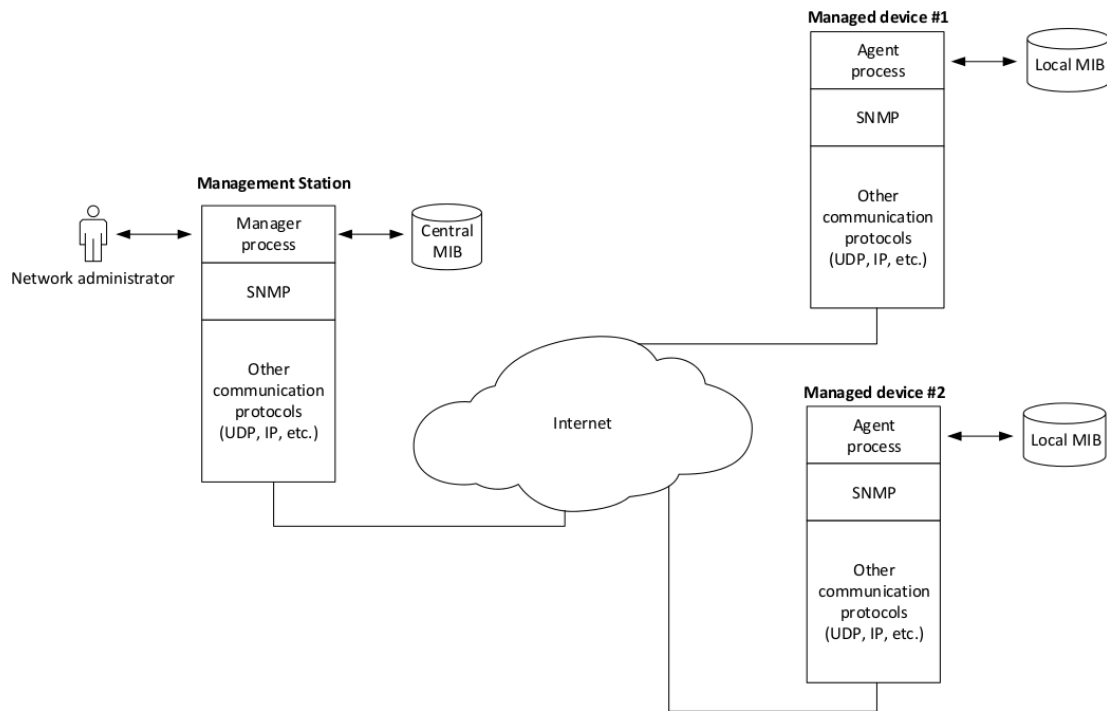 Managed device #1
Agent
process
Local MIB
SNMP
Other
communication
protocols
(UDP, IP, etc.)
Management Station
Manager
process
Central
MIB
Network administrator
SNMP
Other
communication
protocols
(UDP, IP, etc.)
Internet
Managed device #2
Agent
process
Local MIB
SNMP
Other
communication
protocols
(UDP, IP, etc.)